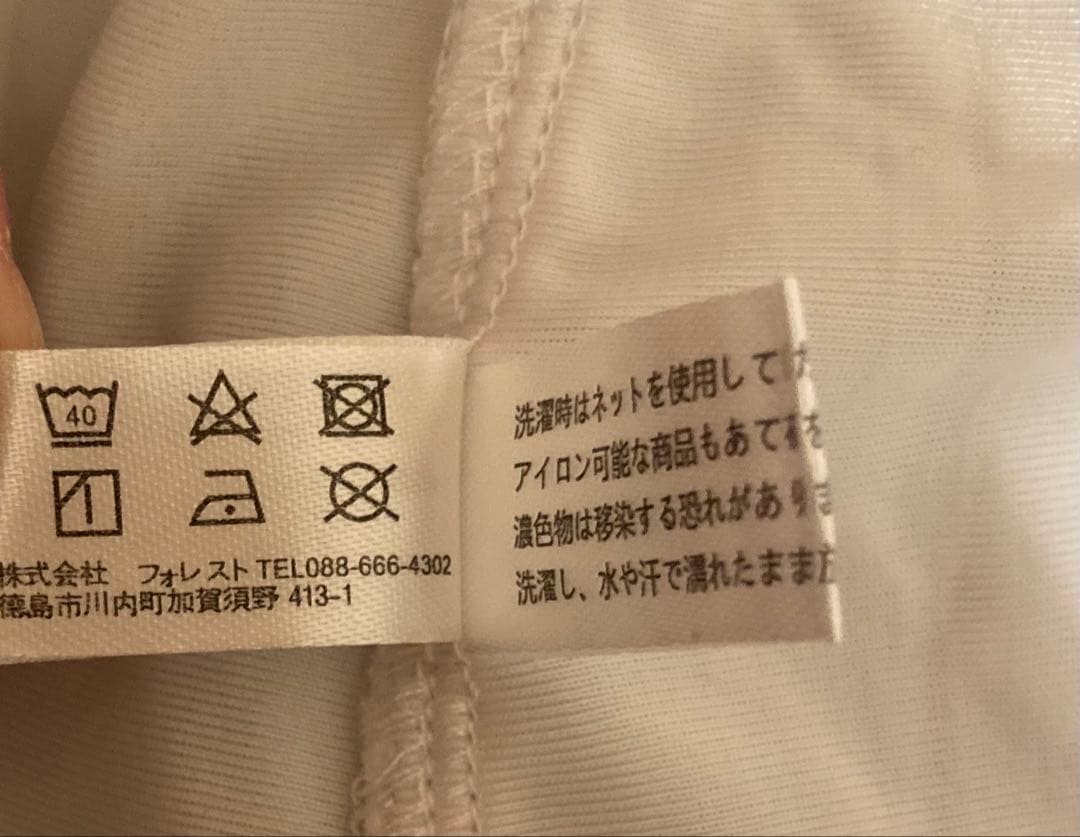 40
株式会社 フォレスト TEL088-666-4302
徳島市川内町加賀須野 413-1
洗濯時はネットを使用して
アイロン可能な商品もあて
濃色物は移染する恐れがありま
洗濯し、水や汗で濡れたまま